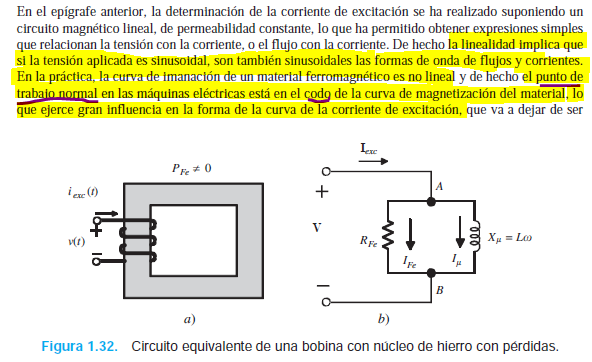 En el epígrafe anterior, la determinación de la corriente de excitación se ha realizado suponiendo un
circuito magnético lineal, de permeabilidad constante, lo que ha permitido obtener expresiones simples
que relacionan la tensión con la corriente, o el flujo con la corriente. De hecho la linealidad implica que
si la tensión aplicada es sinusoidal, son también sinusoidales las formas de onda de flujos y corrientes.
En la práctica, la curva de imanación de un material ferromagnético es no lineal y de hecho el punto de
trabajo normal en las máquinas eléctricas está en el codo de la curva de magnetización del material, lo
que ejerce gran influencia en la forma de la curva de la corriente de excitación, que va a dejar de ser
P_Fe ≠ 0
i_exc(t)
+
v(t)
−
a)
I_exc
+
A
V
R_Fe
I_Fe
I_μ
X_μ = Lω
−
B
b)
Figura 1.32. Circuito equivalente de una bobina con núcleo de hierro con pérdidas.